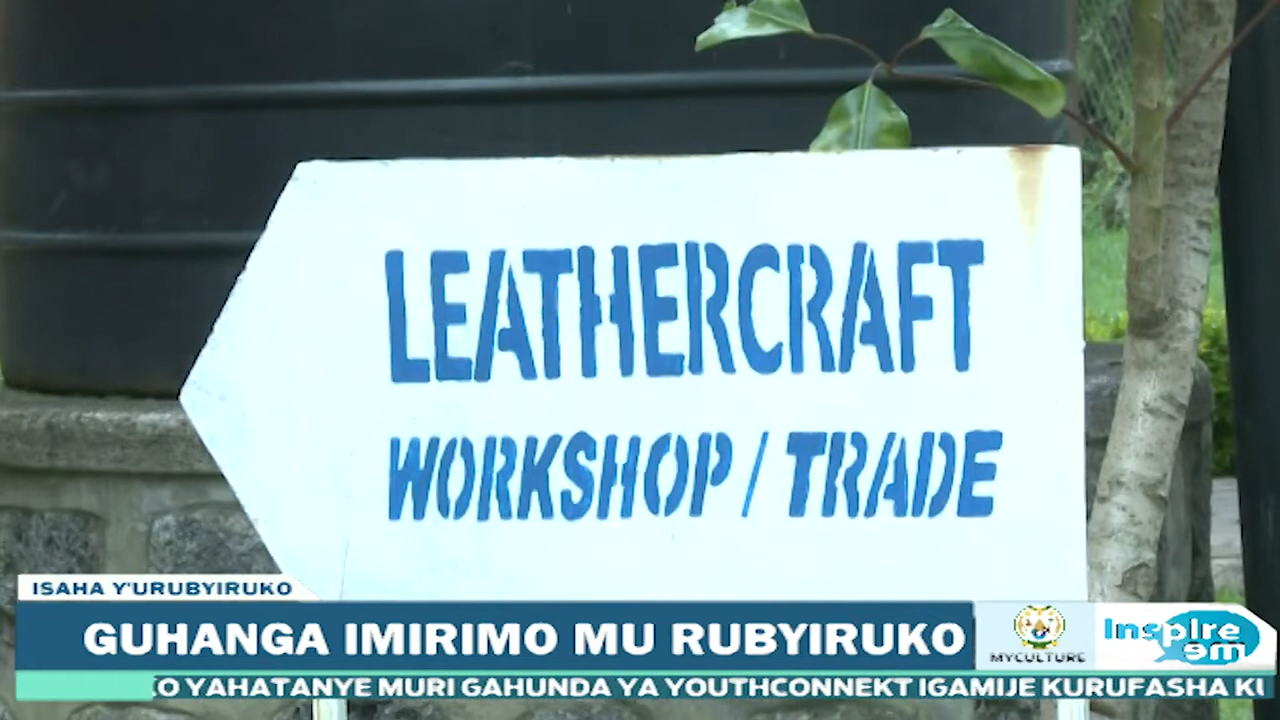 LEATHERCRAFT
WORKSHOP / TRADE
ISAHA Y'URUBYIRUKO
GUHANGA IMIRIMO MU RUBYIRUKO
MYCULTURE
Inspire
me
YAHATANYE MURI GAHUNDA YA YOUTHCONNEKT IGAMIJE KURUFASHA